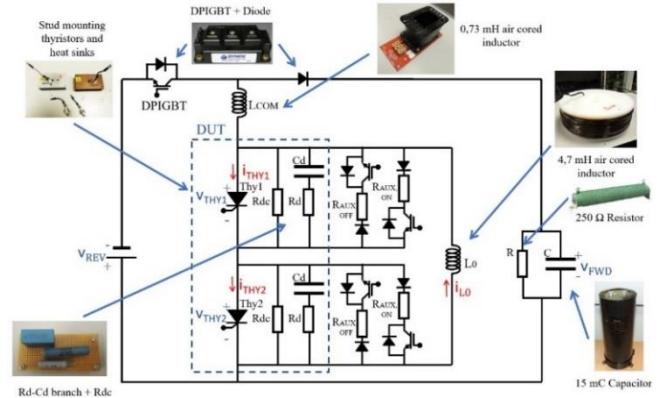 Stud mounting
thyristors and
heat sinks
DPIGBT + Diode
0,73 mH air cored
inductor
DPIGBT
LCOM
DUT
4,7 mH air cored
inductor
250 Ω Resistor
iTHY1
Thy1
VTHY1
+
-
Rdc
Cd
Rd
RAUX,
OFF
RAUX,
ON
VREV
-
+
L0
iL0
R
C
+
VFWD
-
iTHY2
Thy2
VTHY2
+
-
Rdc
Cd
Rd
RAUX,
OFF
RAUX,
ON
Rd-Cd branch + Rdc
15 mC Capacitor